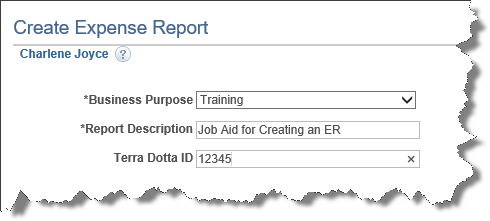 Create Expense Report
Charlene Joyce ?
*Business Purpose Training
*Report Description Job Aid for Creating an ER
Terra Dotta ID 12345 ×